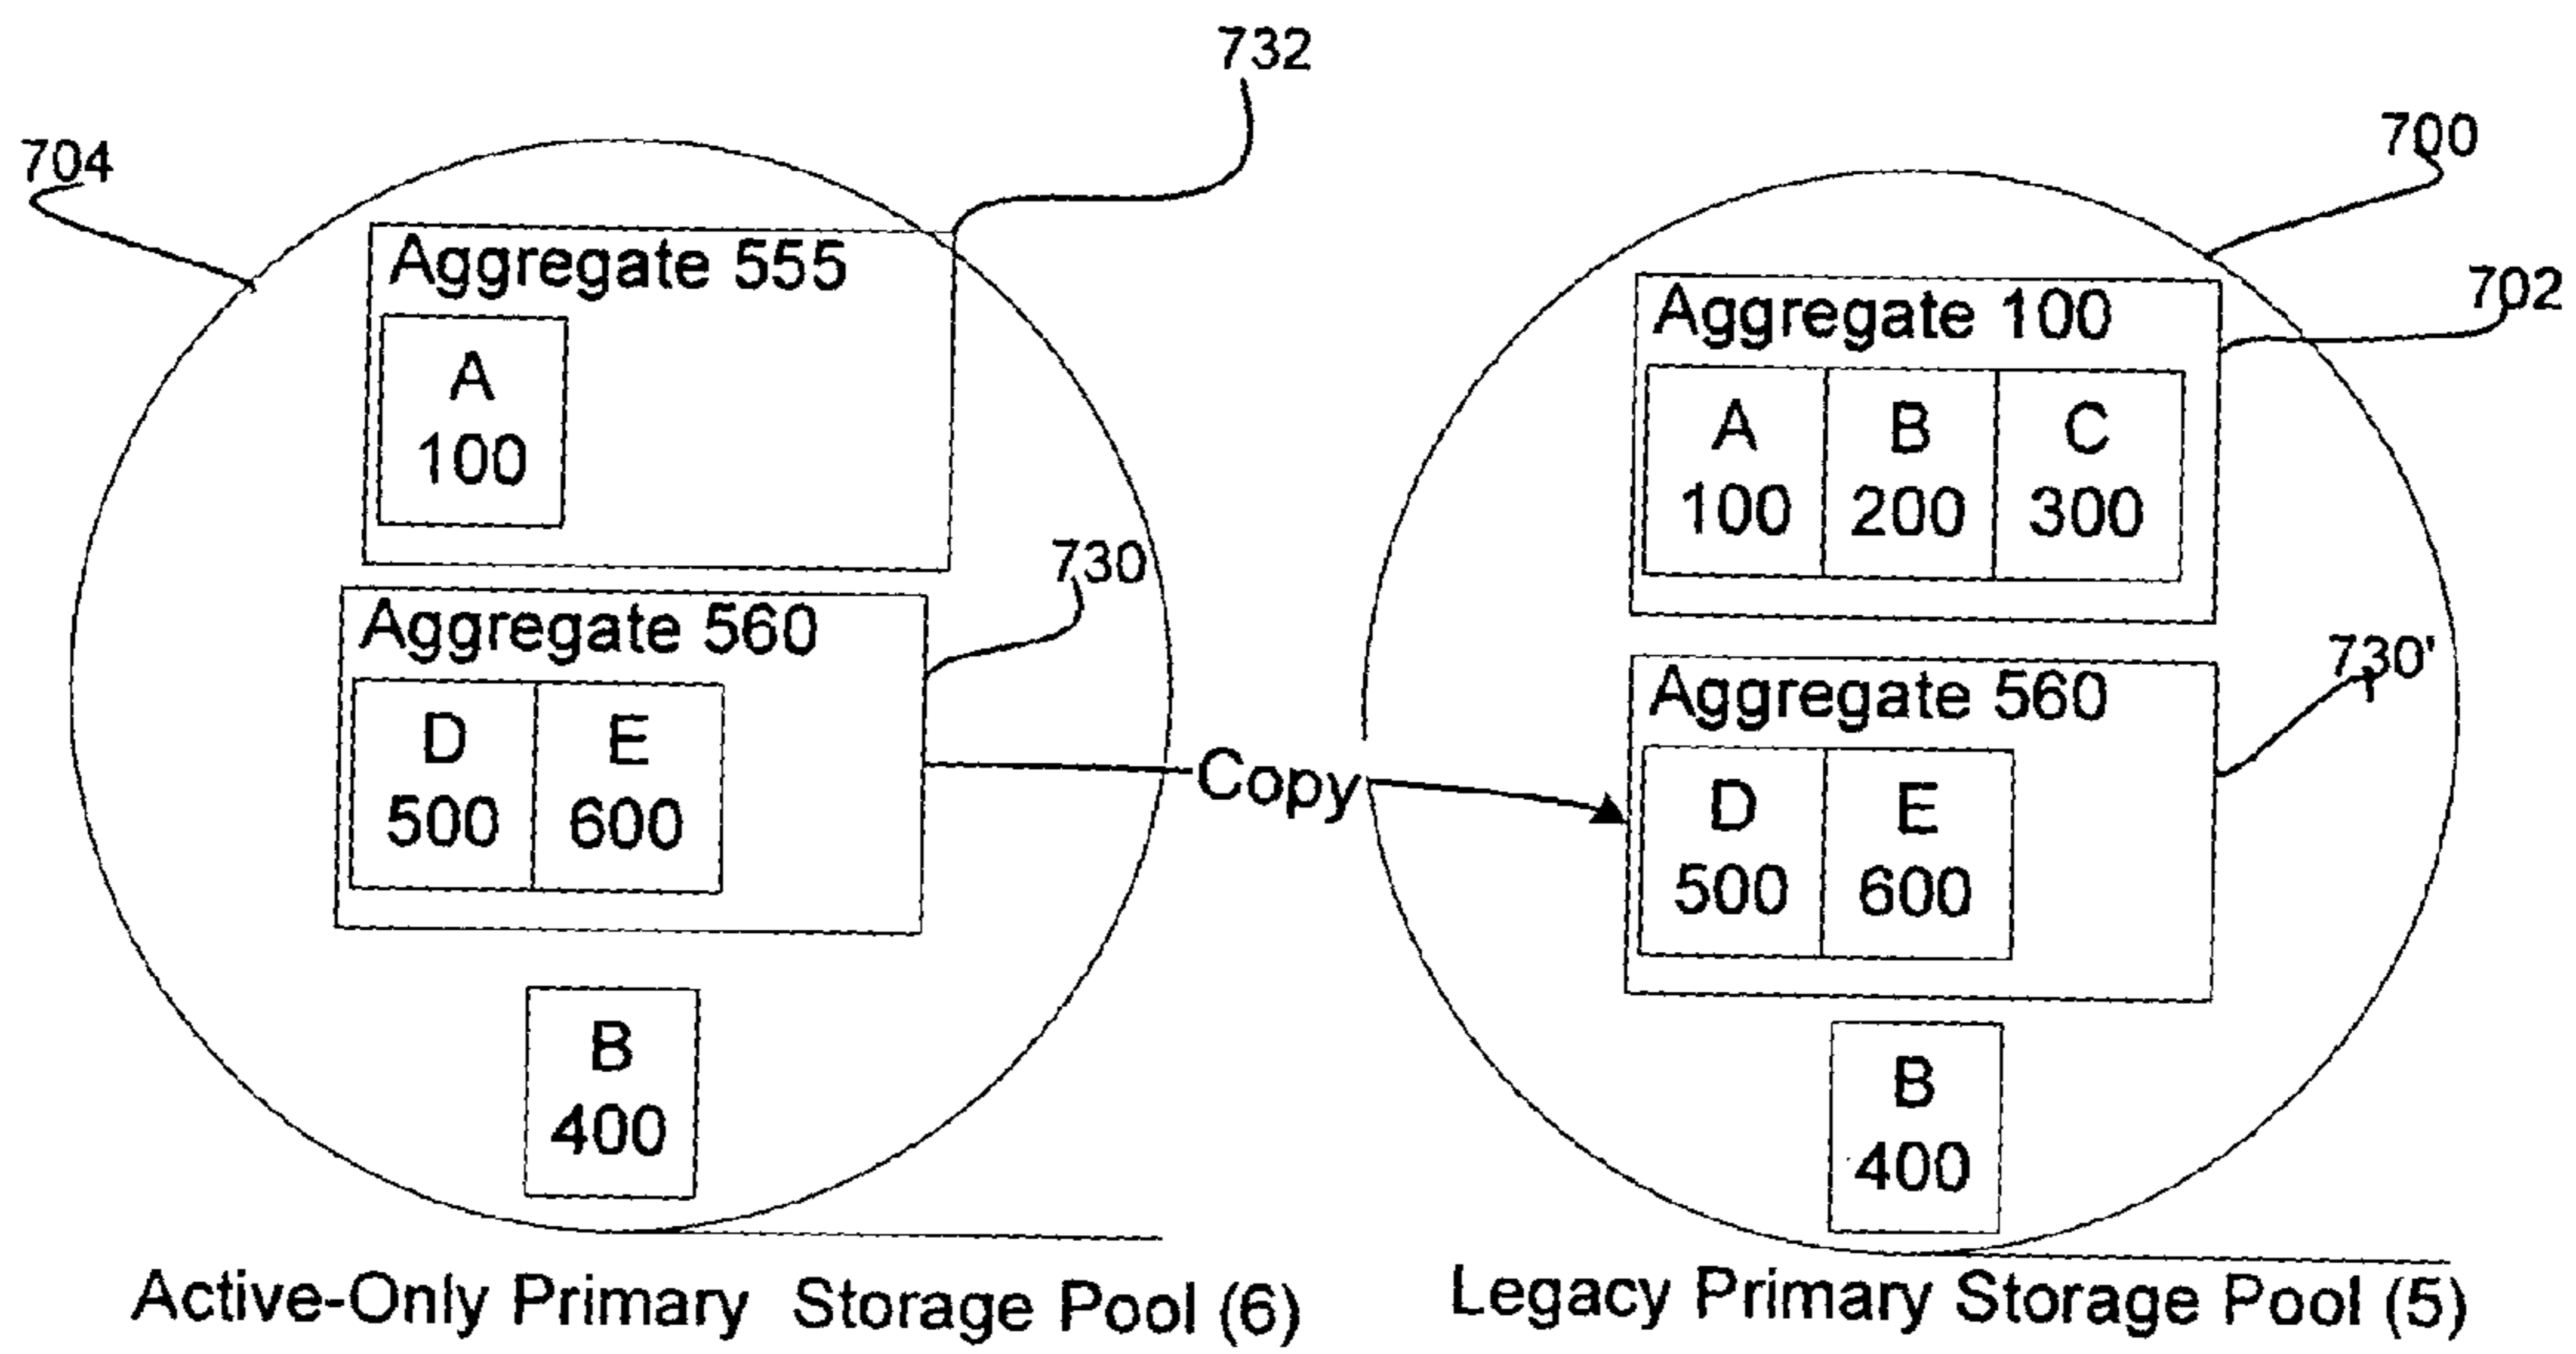 732
704
700
Aggregate 555
A
100
702
Aggregate 100
A B C
100 200 300
730
Aggregate 560
D E
500 600
Copy
730'
Aggregate 560
D E
500 600
B
400
B
400
Active-Only Primary Storage Pool (6)
Legacy Primary Storage Pool (5)